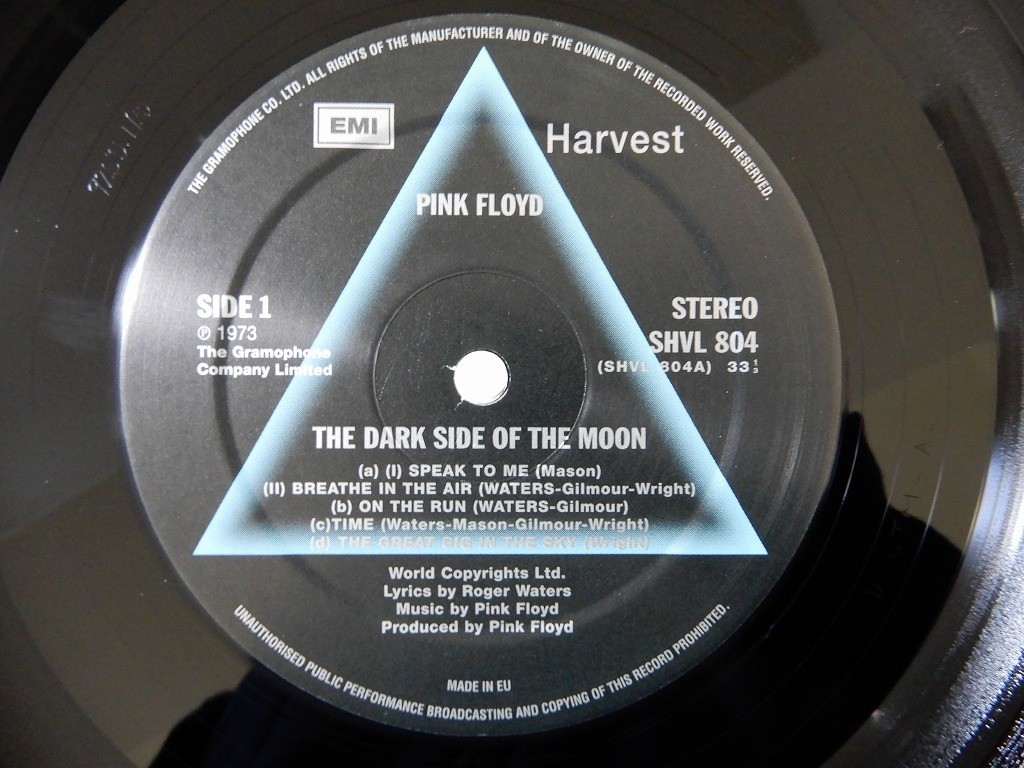 THE GRAMOPHONE CO. LTD. ALL RIGHTS OF THE MANUFACTURER AND OF THE OWNER OF THE RECORDED WORK RESERVED.
EMI
Harvest
PINK FLOYD
SIDE 1
℗ 1973
The Gramophone
Company Limited
STEREO
SHVL 804
(SHVL 804A) 33⅓
THE DARK SIDE OF THE MOON
(a) (I) SPEAK TO ME (Mason)
(II) BREATHE IN THE AIR (WATERS-Gilmour-Wright)
(b) ON THE RUN (WATERS-Gilmour)
(c)TIME (Waters-Mason-Gilmour-Wright)
(d) THE GREAT GIG IN THE SKY (Wright)
World Copyrights Ltd.
Lyrics by Roger Waters
Music by Pink Floyd
Produced by Pink Floyd
MADE IN EU
UNAUTHORISED PUBLIC PERFORMANCE BROADCASTING AND COPYING OF THIS RECORD PROHIBITED.